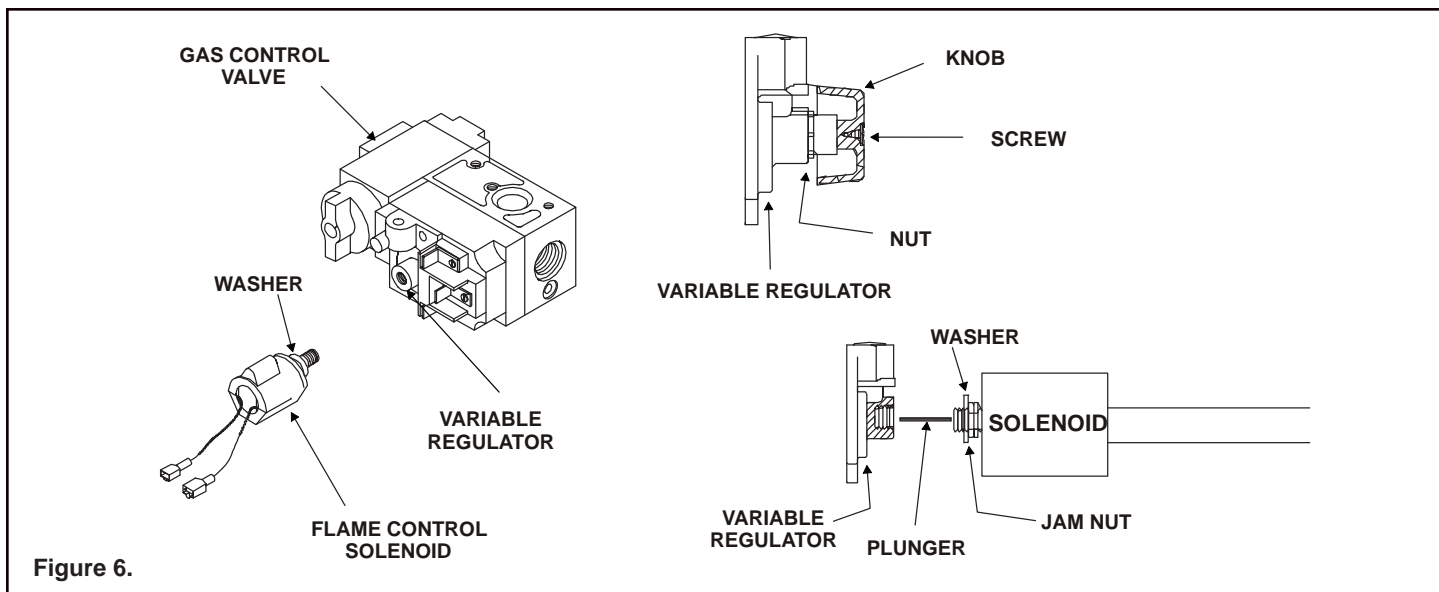 GAS CONTROL
VALVE
WASHER
VARIABLE
REGULATOR
FLAME CONTROL
SOLENOID
KNOB
SCREW
NUT
VARIABLE REGULATOR
WASHER
SOLENOID
VARIABLE
REGULATOR
PLUNGER
JAM NUT
Figure 6.